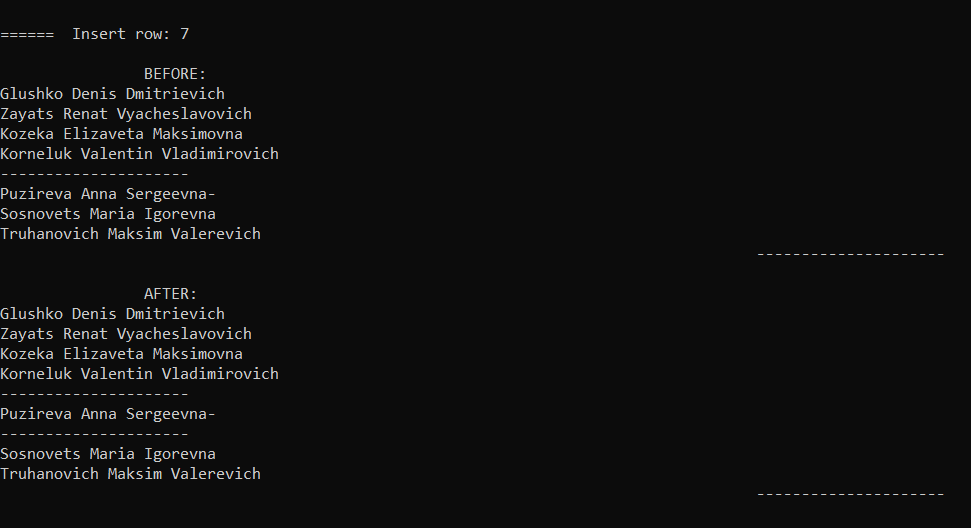 ======  Insert row: 7
BEFORE:
Glushko Denis Dmitrievich
Zayats Renat Vyacheslavovich
Kozeka Elizaveta Maksimovna
Korneluk Valentin Vladimirovich
---------------------
Puzireva Anna Sergeevna-
Sosnovets Maria Igorevna
Truhanovich Maksim Valerevich
---------------------
AFTER:
Glushko Denis Dmitrievich
Zayats Renat Vyacheslavovich
Kozeka Elizaveta Maksimovna
Korneluk Valentin Vladimirovich
---------------------
Puzireva Anna Sergeevna-
---------------------
Sosnovets Maria Igorevna
Truhanovich Maksim Valerevich
---------------------